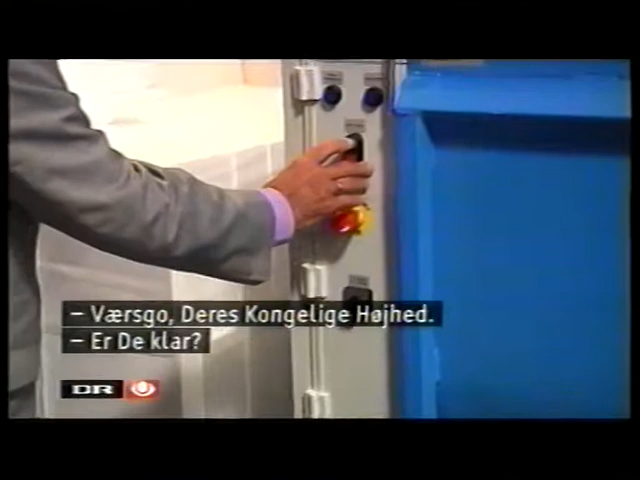 – Værsgo, Deres Kongelige Højhed.
– Er De klar?
DR